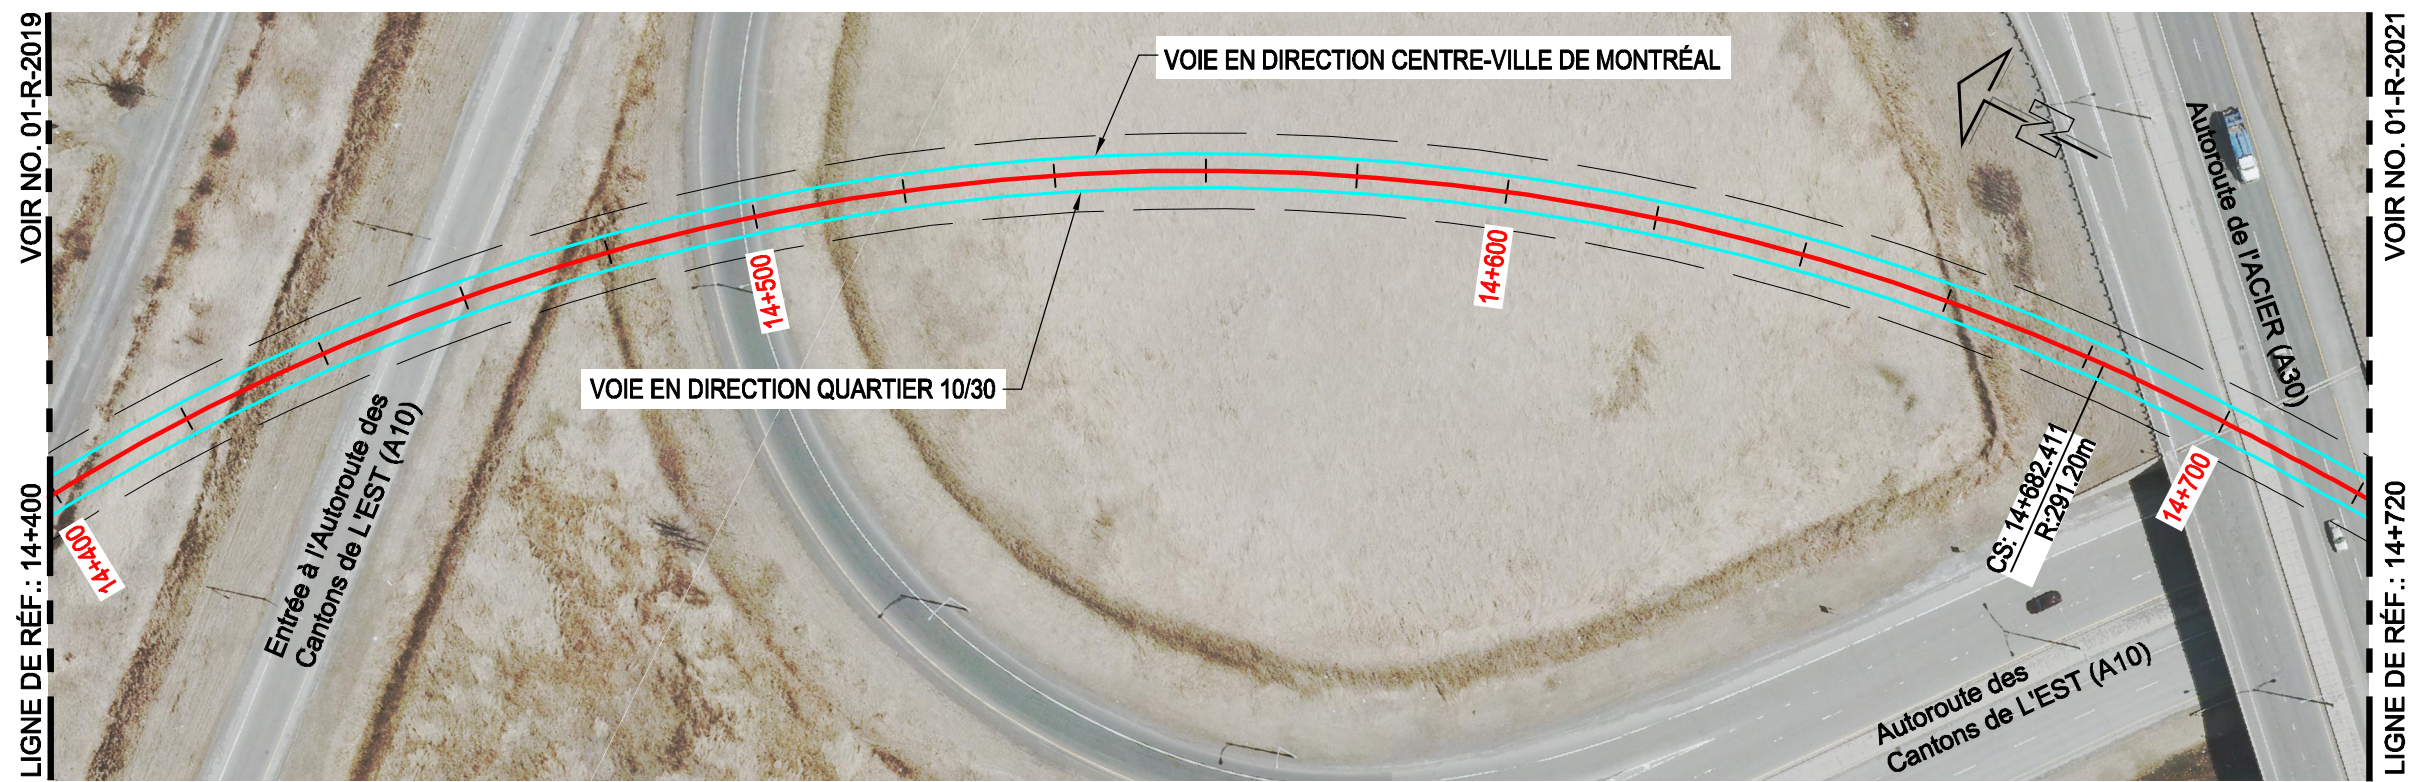 VOIR NO. 01-R-2019
LIGNE DE RÉF.: 14+400
VOIE EN DIRECTION CENTRE-VILLE DE MONTRÉAL
VOIE EN DIRECTION QUARTIER 10/30
14+400
14+500
14+600
14+700
Entrée à l'Autoroute des
Cantons de L'EST (A10)
CS: 14+682.411
R:291.20m
Autoroute de l'ACIER (A30)
Autoroute des
Cantons de L'EST (A10)
N
VOIR NO. 01-R-2021
LIGNE DE RÉF.: 14+720